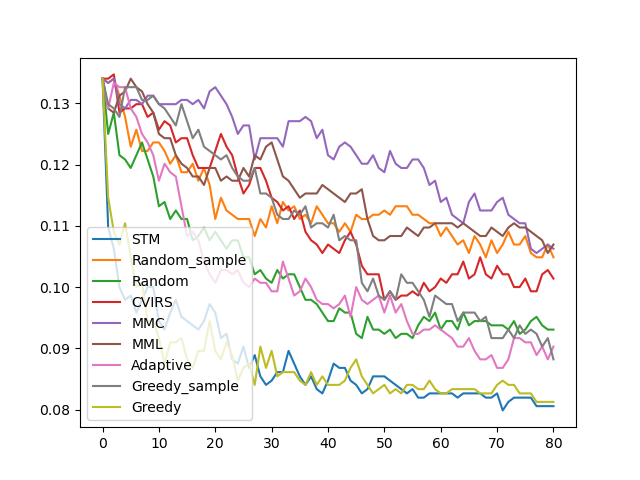 0.13
0.12
0.11
0.10
0.09
0.08
STM
Random_sample
Random
CVIRS
MMC
MML
Adaptive
Greedy_sample
Greedy
0 10 20 30 40 50 60 70 80